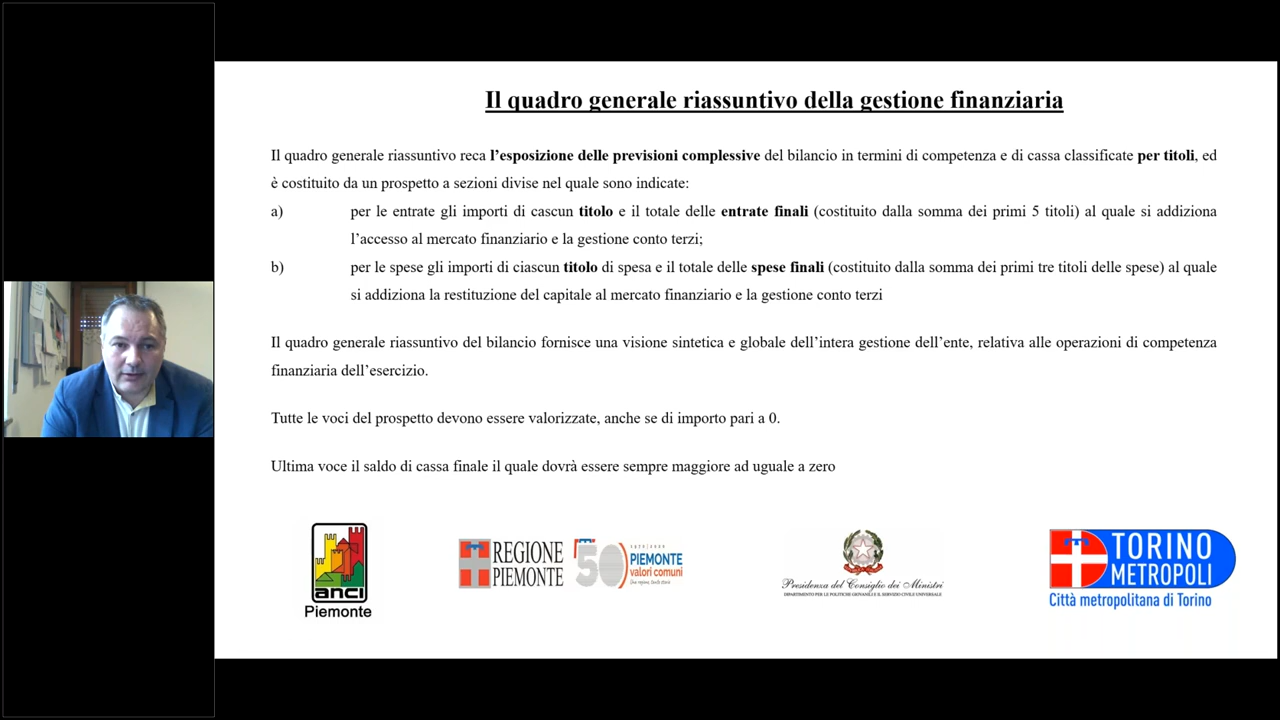 Il quadro generale riassuntivo della gestione finanziaria
Il quadro generale riassuntivo reca l’esposizione delle previsioni complessive del bilancio in termini di competenza e di cassa classificate per titoli, ed
è costituito da un prospetto a sezioni divise nel quale sono indicate:
a) per le entrate gli importi di cascun titolo e il totale delle entrate finali (costituito dalla somma dei primi 5 titoli) al quale si addiziona
l’accesso al mercato finanziario e la gestione conto terzi;
b) per le spese gli importi di ciascun titolo di spesa e il totale delle spese finali (costituito dalla somma dei primi tre titoli delle spese) al quale
si addiziona la restituzione del capitale al mercato finanziario e la gestione conto terzi
Il quadro generale riassuntivo del bilancio fornisce una visione sintetica e globale dell’intera gestione dell’ente, relativa alle operazioni di competenza
finanziaria dell’esercizio.
Tutte le voci del prospetto devono essere valorizzate, anche se di importo pari a 0.
Ultima voce il saldo di cassa finale il quale dovrà essere sempre maggiore ad uguale a zero
anci
Piemonte
REGIONE
PIEMONTE
50
PIEMONTE
valori comuni
Presidenza del Consiglio dei Ministri
DIPARTIMENTO PER LE POLITICHE GIOVANILI E IL SERVIZIO CIVILE UNIVERSALE
TORINO
METROPOLI
Città metropolitana di Torino